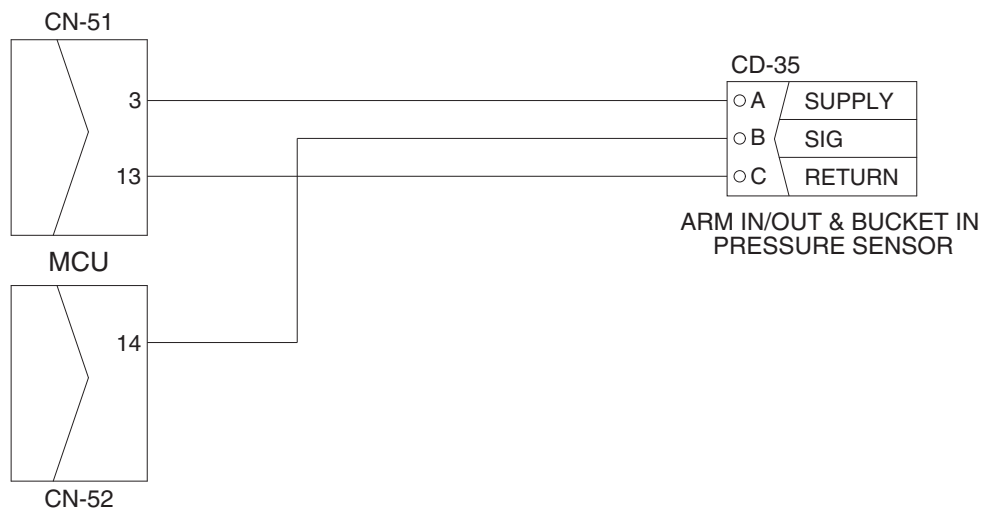 CN-51
3
13
MCU
14
CN-52
CD-35
A SUPPLY
B SIG
C RETURN
ARM IN/OUT & BUCKET IN
PRESSURE SENSOR